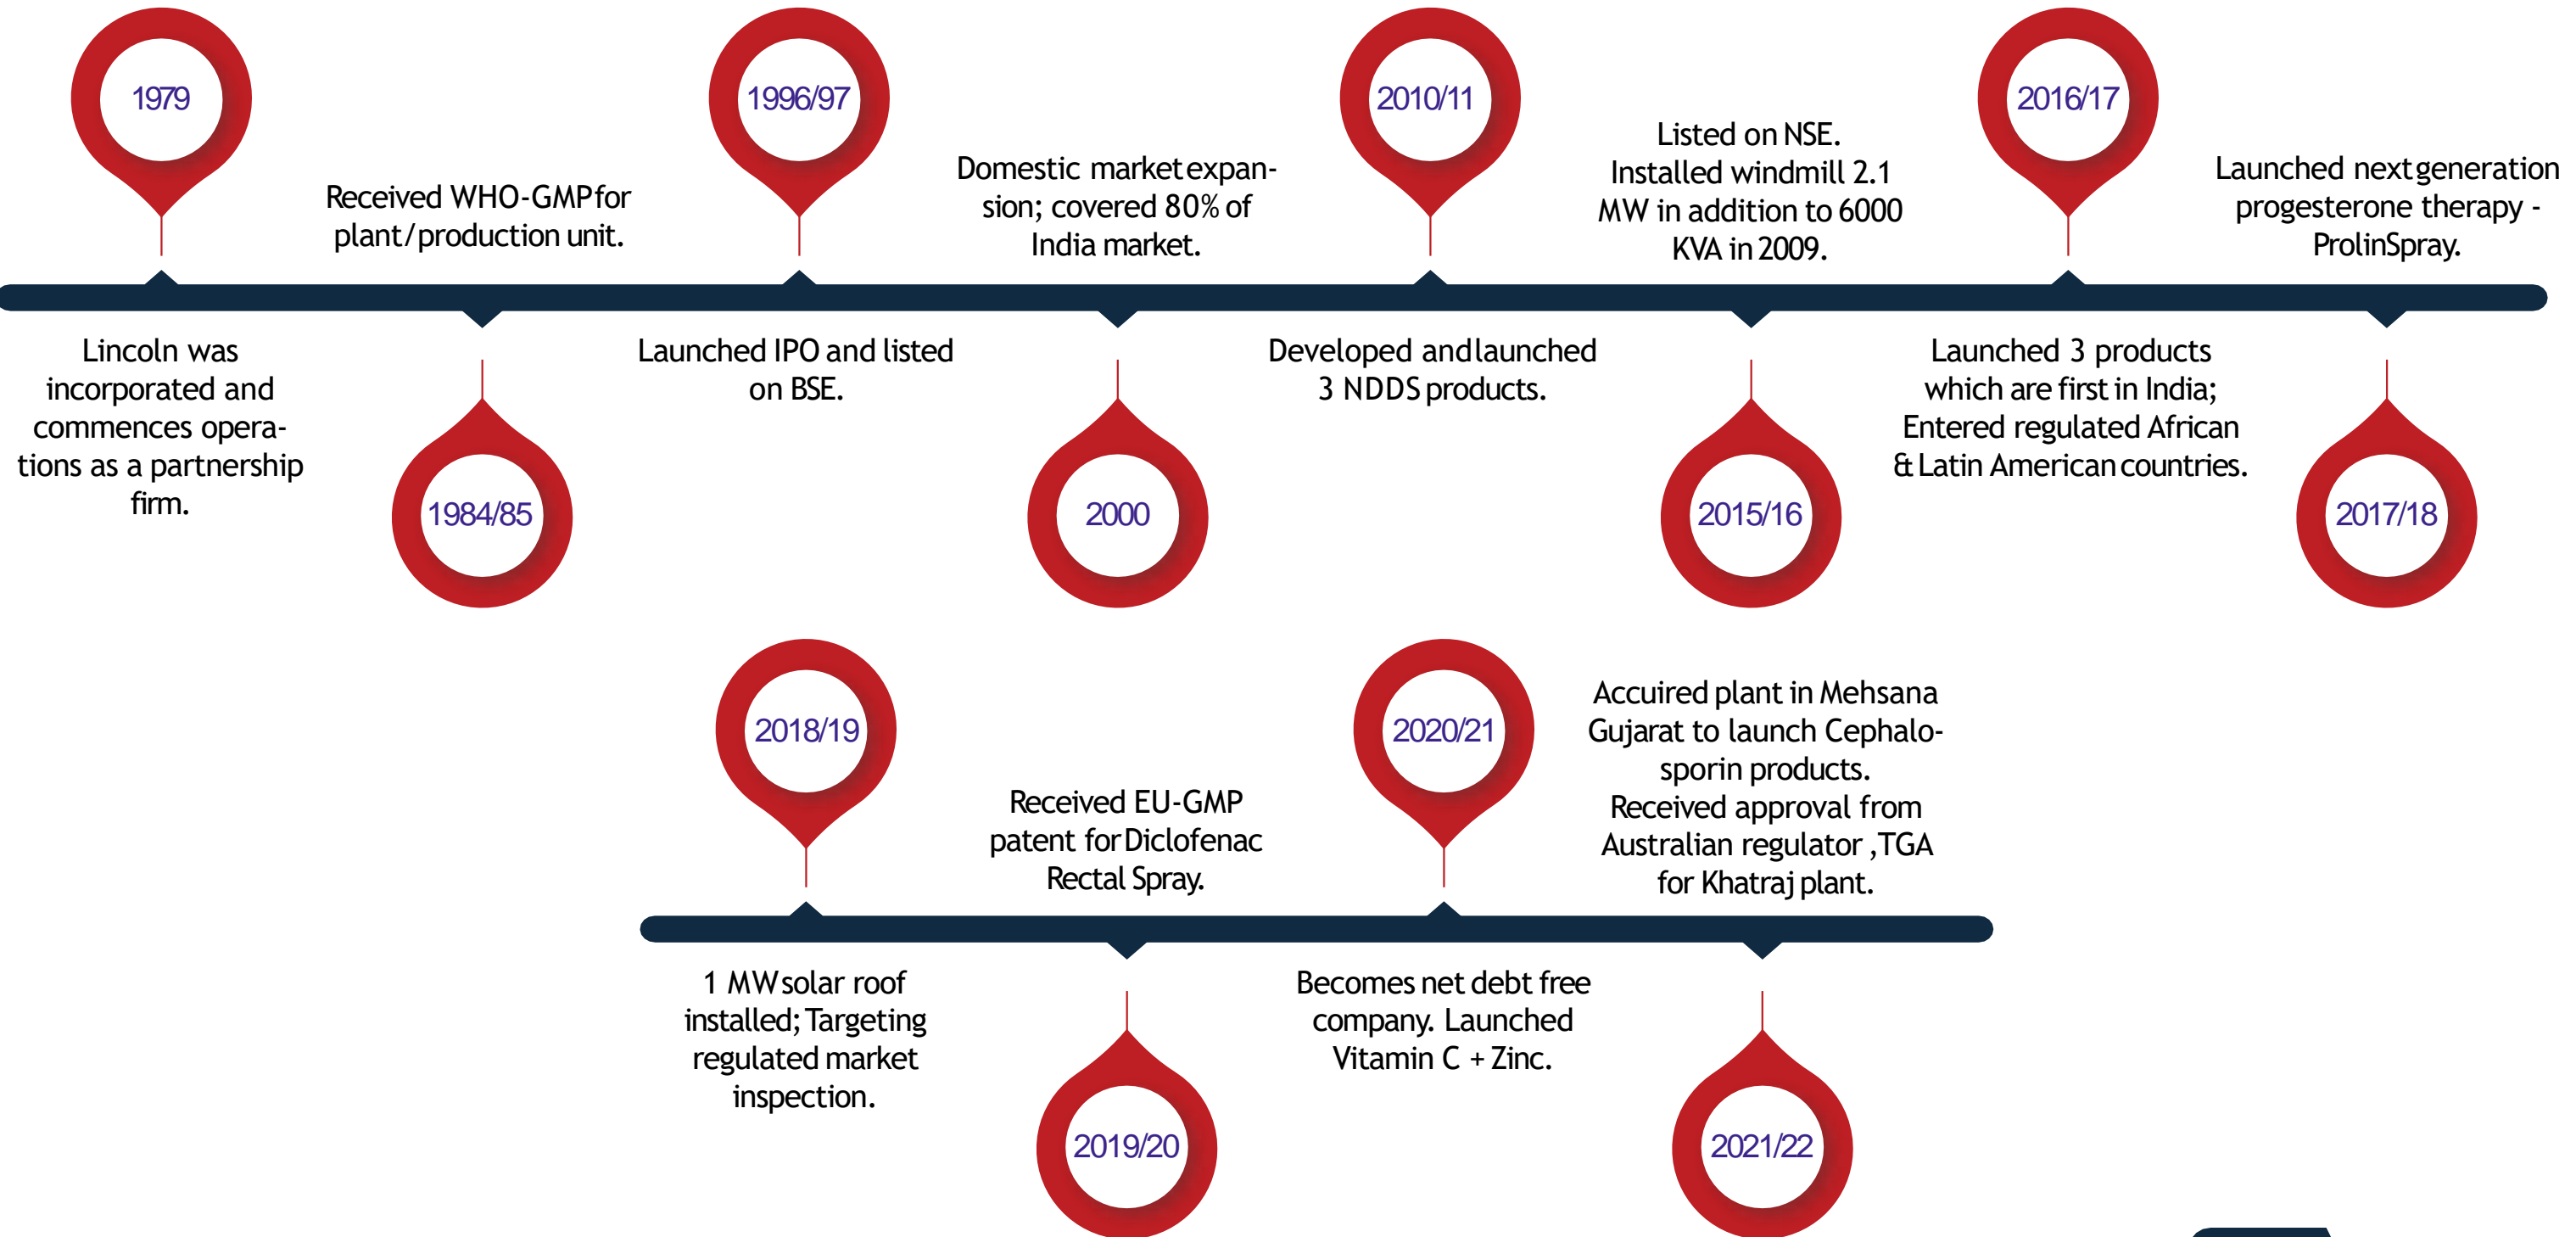 1979
Lincoln was
incorporated and
commences opera-
tions as a partnership
firm.
Received WHO-GMP for
plant/production unit.
1984/85
1996/97
Launched IPO and listed
on BSE.
Domestic market expan-
sion; covered 80% of
India market.
2000
2010/11
Developed and launched
3 NDDS products.
Listed on NSE.
Installed windmill 2.1
MW in addition to 6000
KVA in 2009.
2015/16
2016/17
Launched 3 products
which are first in India;
Entered regulated African
& Latin American countries.
Launched next generation
progesterone therapy -
ProlinSpray.
2017/18
2018/19
1 MW solar roof
installed; Targeting
regulated market
inspection.
Received EU-GMP
patent for Diclofenac
Rectal Spray.
2019/20
2020/21
Becomes net debt free
company. Launched
Vitamin C + Zinc.
Accuired plant in Mehsana
Gujarat to launch Cephalo-
sporin products.
Received approval from
Australian regulator ,TGA
for Khatraj plant.
2021/22